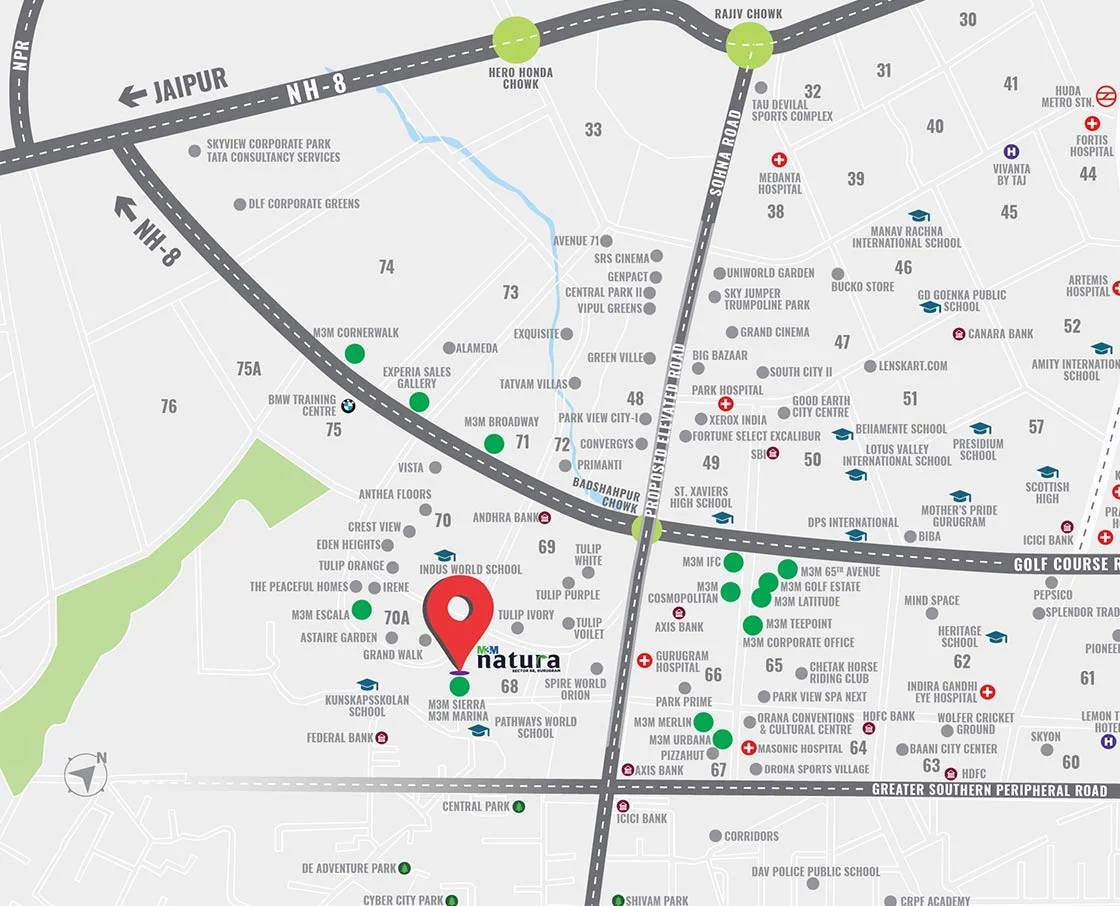 NPR
← JAIPUR
NH-8
HERO HONDA
CHOWK
RAJIV CHOWK
30
31
32
33
TAU DEVILAL
SPORTS COMPLEX
41
40
HUDA
METRO STN.
FORTIS
HOSPITAL
44
VIVANTA
BY TAJ
45
SOHNA ROAD
MEDANTA
HOSPITAL
38
39
SKYVIEW CORPORATE PARK
TATA CONSULTANCY SERVICES
DLF CORPORATE GREENS
← NH-8
MANAV RACHNA
INTERNATIONAL SCHOOL
46
AVENUE 71
SRS CINEMA
GENPACT
CENTRAL PARK II
VIPUL GREENS
UNIWORLD GARDEN
SKY JUMPER
TRUMPOLINE PARK
BUCKO STORE
GD GOENKA PUBLIC
SCHOOL
ARTEMIS
HOSPITAL
74
73
EXQUISITE
GRAND CINEMA
47
CANARA BANK
52
AMITY INTERNATION
SCHOOL
M3M CORNERWALK
ALAMEDA
GREEN VILLE
BIG BAZAAR
SOUTH CITY II
LENSKART.COM
75A
EXPERIA SALES
GALLERY
TATVAM VILLAS
48
PARK HOSPITAL
51
76
BMW TRAINING
CENTRE
75
M3M BROADWAY
71
72
PARK VIEW CITY-I
CONVERGYS
PRIMANTI
PROPOSED ELEVATED ROAD
XEROX INDIA
GOOD EARTH
CITY CENTRE
FORTUNE SELECT EXCALIBUR
SBI
49
50
BEIIAMENTE SCHOOL
LOTUS VALLEY
INTERNATIONAL SCHOOL
PRESIDIUM
SCHOOL
57
SCOTTISH
HIGH
VISTA
BADSHAHPUR
CHOWK
ST. XAVIERS
HIGH SCHOOL
MOTHER'S PRIDE
GURUGRAM
ANTHEA FLOORS
70
ANDHRA BANK
DPS INTERNATIONAL
BIBA
ICICI BANK
CREST VIEW
EDEN HEIGHTS
69
TULIP
WHITE
GOLF COURSE R
TULIP ORANGE
INDUS WORLD SCHOOL
M3M IFC
M3M 65TH AVENUE
M3M GOLF ESTATE
M3M LATITUDE
M3M
COSMOPOLITAN
PEPSICO
THE PEACEFUL HOMES
IRENE
TULIP PURPLE
MIND SPACE
SPLENDOR TRAD
M3M ESCALA
70A
TULIP IVORY
TULIP
VOILET
AXIS BANK
M3M TEEPOINT
M3M CORPORATE OFFICE
HERITAGE
SCHOOL
PIONEE
ASTAIRE GARDEN
GRAND WALK
M3M
natura
SECTOR 68, GURUGRAM
GURUGRAM
HOSPITAL
66
65
CHETAK HORSE
RIDING CLUB
62
61
KUNSKAPSSKOLAN
SCHOOL
M3M SIERRA
M3M MARINA
68
SPIRE WORLD
ORION
PARK PRIME
PARK VIEW SPA NEXT
INDIRA GANDHI
EYE HOSPITAL
FEDERAL BANK
PATHWAYS WORLD
SCHOOL
M3M MERLIN
M3M URBANA
PIZZAHUT
ORANA CONVENTIONS
& CULTURAL CENTRE
HDFC BANK
WOLFER CRICKET
GROUND
LEMON T
HOTE
MASONIC HOSPITAL
64
BAANI CITY CENTER
SKYON
N
AXIS BANK
67
DRONA SPORTS VILLAGE
63
HDFC
60
GREATER SOUTHERN PERIPHERAL ROAD
CENTRAL PARK
ICICI BANK
CORRIDORS
DE ADVENTURE PARK
DAV POLICE PUBLIC SCHOOL
CYBER CITY PARK
SHIVAM PARK
CRPF ACADEMY